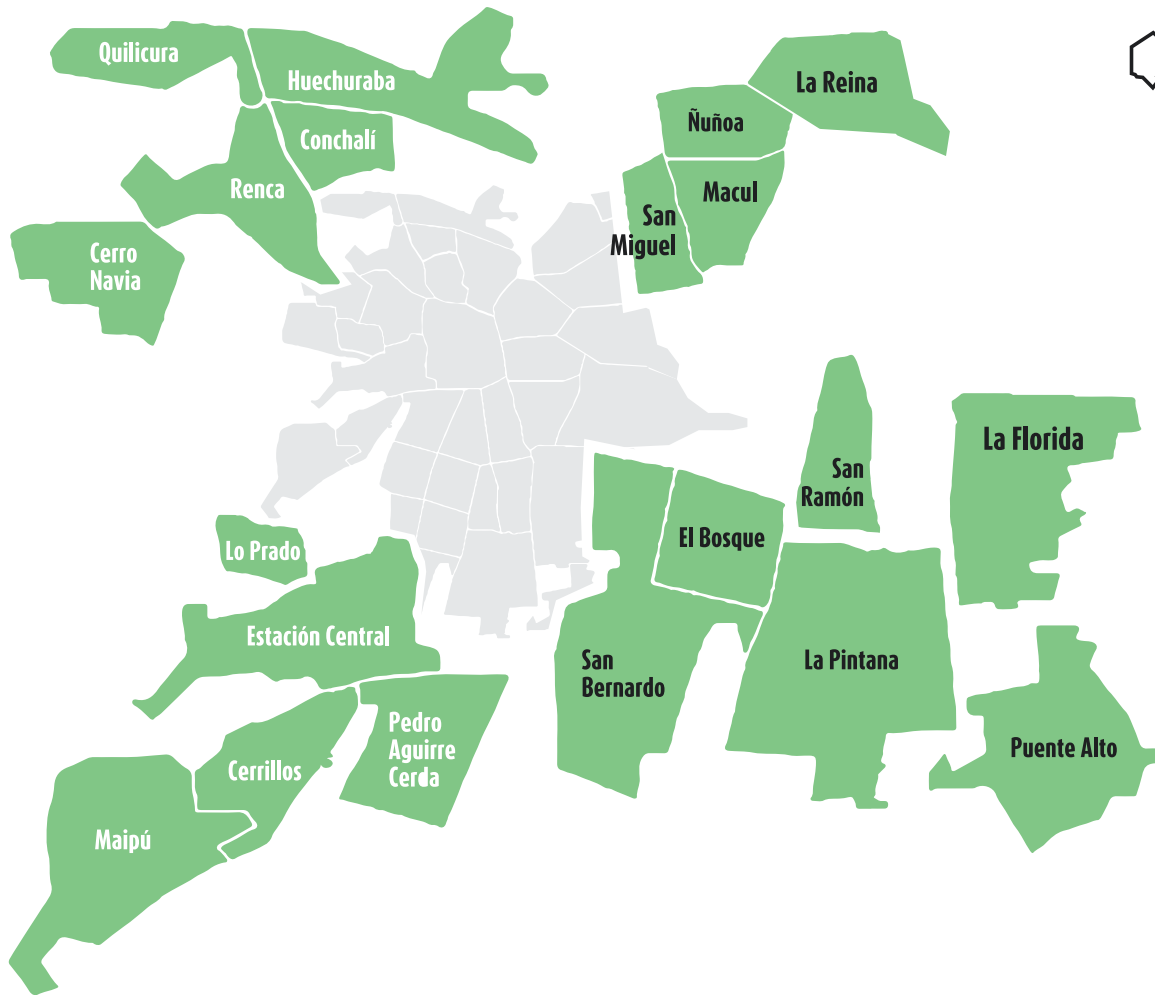 Quilicura
Huechuraba
Conchalí
Renca
Cerro
Navia
La Reina
Ñuñoa
Macul
San
Miguel
San
Ramón
La Florida
El Bosque
Lo Prado
Estación Central
San
Bernardo
La Pintana
Pedro
Aguirre
Cerda
Puente Alto
Cerrillos
Maipú